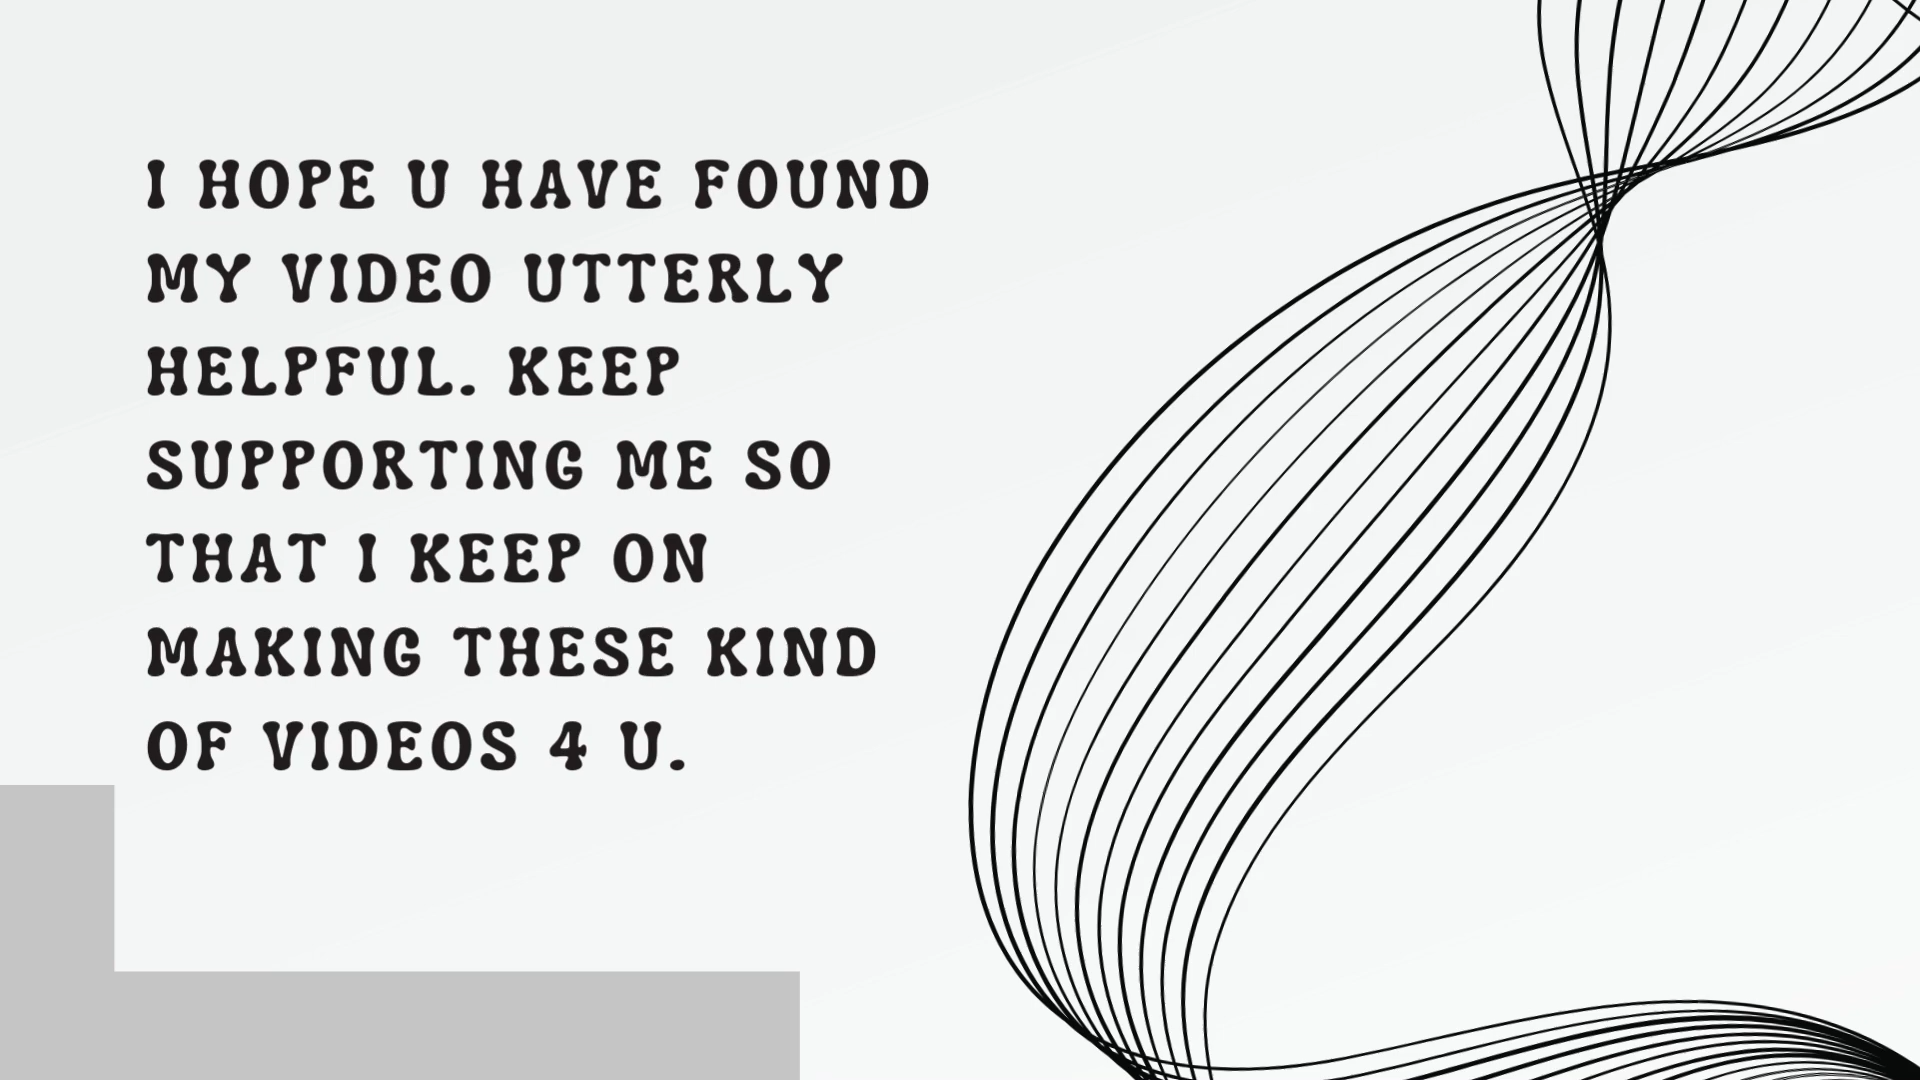 I HOPE U HAVE FOUND
MY VIDEO UTTERLY
HELPFUL. KEEP
SUPPORTING ME SO
THAT I KEEP ON
MAKING THESE KIND
OF VIDEOS 4 U.